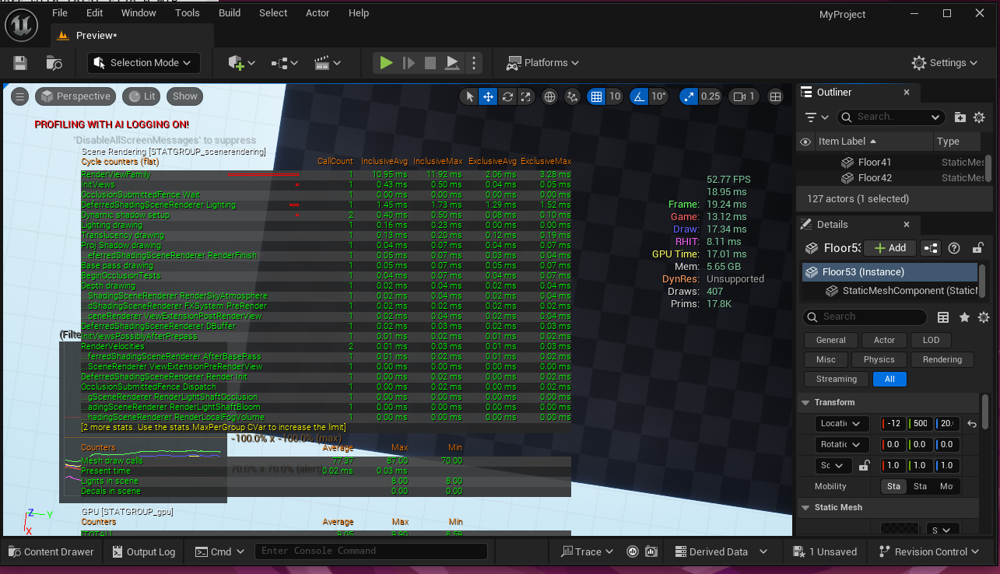 File Edit Window Tools Build Select Actor Help
MyProject
Preview*
Selection Mode
Platforms
Settings
Perspective Lit Show
10 10° 0.25 1
PROFILING WITH AI LOGGING ON!
'DisableAllScreenMessages' to suppress
Scene Rendering [STATGROUP_scenerendering]
Cycle counters (flat) CallCount InclusiveAvg InclusiveMax ExclusiveAvg ExclusiveMax
RenderViewFamily 1 10.95 ms 11.92 ms 2.06 ms 3.28 ms
InitViews 1 0.43 ms 0.50 ms 0.04 ms 0.05 ms
OcclusionSubmittedFence Wait 1 0.00 ms 0.00 ms 0.00 ms 0.00 ms
DeferredShadingSceneRenderer Lighting 1 1.45 ms 1.73 ms 1.29 ms 1.52 ms
Dynamic shadow setup 2 0.40 ms 0.50 ms 0.08 ms 0.10 ms
Lighting drawing 1 0.16 ms 0.23 ms 0.00 ms 0.00 ms
Translucency drawing 1 0.13 ms 0.20 ms 0.12 ms 0.19 ms
Proj Shadow drawing 1 0.04 ms 0.07 ms 0.04 ms 0.07 ms
...eferredShadingSceneRenderer RenderFinish 1 0.05 ms 0.07 ms 0.03 ms 0.04 ms
Base pass drawing 1 0.05 ms 0.07 ms 0.05 ms 0.07 ms
BeginOcclusionTests 1 0.04 ms 0.07 ms 0.04 ms 0.07 ms
Depth drawing 1 0.02 ms 0.04 ms 0.02 ms 0.04 ms
...ShadingSceneRenderer RenderSkyAtmosphere 1 0.02 ms 0.04 ms 0.02 ms 0.04 ms
...dShadingSceneRenderer FXSystem PreRender 1 0.02 ms 0.04 ms 0.02 ms 0.04 ms
...ceneRenderer ViewExtensionPostRenderView 1 0.02 ms 0.04 ms 0.02 ms 0.04 ms
DeferredShadingSceneRenderer DBuffer 1 0.02 ms 0.03 ms 0.02 ms 0.03 ms
InitViewsPossiblyAfterPrepass 1 0.01 ms 0.02 ms 0.01 ms 0.02 ms
RenderVelocities 2 0.01 ms 0.03 ms 0.01 ms 0.03 ms
...ferredShadingSceneRenderer AfterBasePass 1 0.01 ms 0.02 ms 0.01 ms 0.02 ms
...SceneRenderer ViewExtensionPreRenderView 1 0.00 ms 0.00 ms 0.00 ms 0.00 ms
DeferredShadingSceneRenderer Render Init 1 0.00 ms 0.02 ms 0.00 ms 0.02 ms
OcclusionSubmittedFence Dispatch 1 0.00 ms 0.02 ms 0.00 ms 0.02 ms
...gSceneRenderer RenderLightShaftOcclusion 1 0.00 ms 0.00 ms 0.00 ms 0.00 ms
...adingSceneRenderer RenderLightShaftBloom 1 0.00 ms 0.00 ms 0.00 ms 0.00 ms
...hadingSceneRenderer RenderLocalFogVolume 1 0.00 ms 0.00 ms 0.00 ms 0.00 ms
[2 more stats. Use the stats.MaxPerGroup CVar to increase the limit]
(Filte
-100.0% x -100.0% (max)
Counters Average Max Min
Mesh draw calls 77.37 87.00 70.00
Present time 0.02 ms 0.03 ms
70.0% x 70.0% (alert
Lights in scene 8.00 8.00
Decals in scene 0.00 0.00
GPU [STATGROUP_gpu]
Counters Average Max Min
[TOTAL] 9.05 9.90 8.59
Z Y
X
52.77 FPS
18.95 ms
Frame: 19.24 ms
Game: 13.12 ms
Draw: 17.34 ms
RHIT: 8.11 ms
GPU Time: 17.01 ms
Mem: 5.65 GB
DynRes: Unsupported
Draws: 407
Prims: 17.8K
Outliner
Search..
Item Label Type
Floor41 StaticMes
Floor42 StaticMes
127 actors (1 selected)
Details
Floor53 Add
Floor53 (Instance)
StaticMeshComponent (StaticM
Search
General Actor LOD
Misc Physics Rendering
Streaming All
Transform
Locatic -12 500 20.
Rotatic 0.0 0.0 0.0
Sc 1.0 1.0 1.0
Mobility Sta Sta Mo
Static Mesh
S
Content Drawer Output Log Cmd Enter Console Command Trace Derived Data 1 Unsaved Revision Control